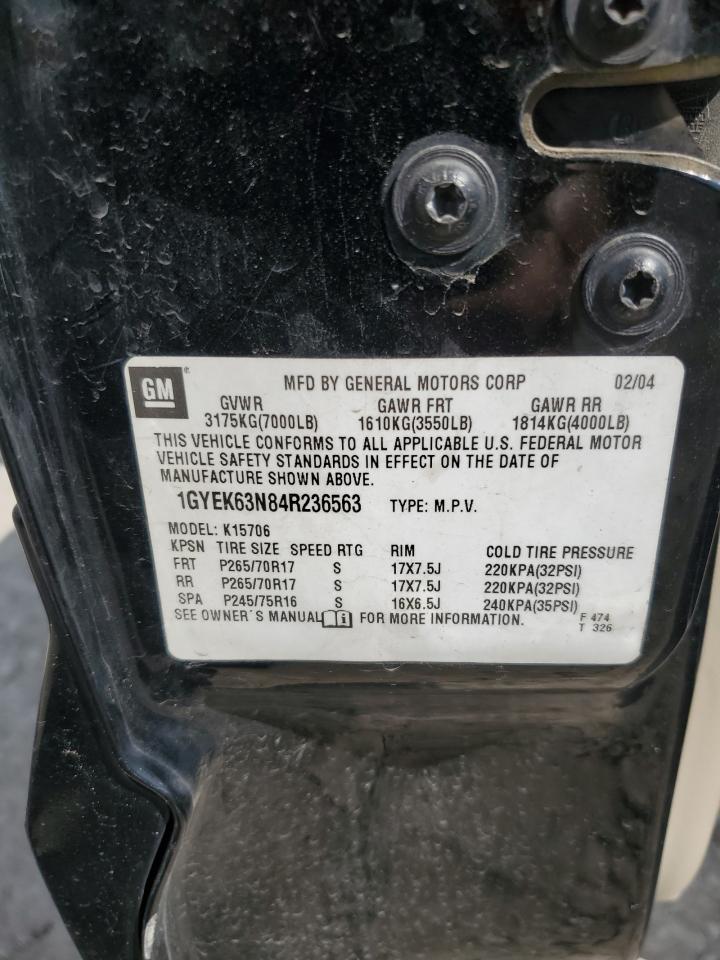 GM ® MFD BY GENERAL MOTORS CORP 02/04
GVWR GAWR FRT GAWR RR
3175KG(7000LB) 1610KG(3550LB) 1814KG(4000LB)
THIS VEHICLE CONFORMS TO ALL APPLICABLE U.S. FEDERAL MOTOR
VEHICLE SAFETY STANDARDS IN EFFECT ON THE DATE OF
MANUFACTURE SHOWN ABOVE.
1GYEK63N84R236563 TYPE: M.P.V.
MODEL: K15706
KPSN TIRE SIZE SPEED RTG RIM COLD TIRE PRESSURE
FRT P265/70R17 S 17X7.5J 220KPA(32PSI)
RR P265/70R17 S 17X7.5J 220KPA(32PSI)
SPA P245/75R16 S 16X6.5J 240KPA(35PSI)
SEE OWNER'S MANUAL i FOR MORE INFORMATION. F 474
T 326